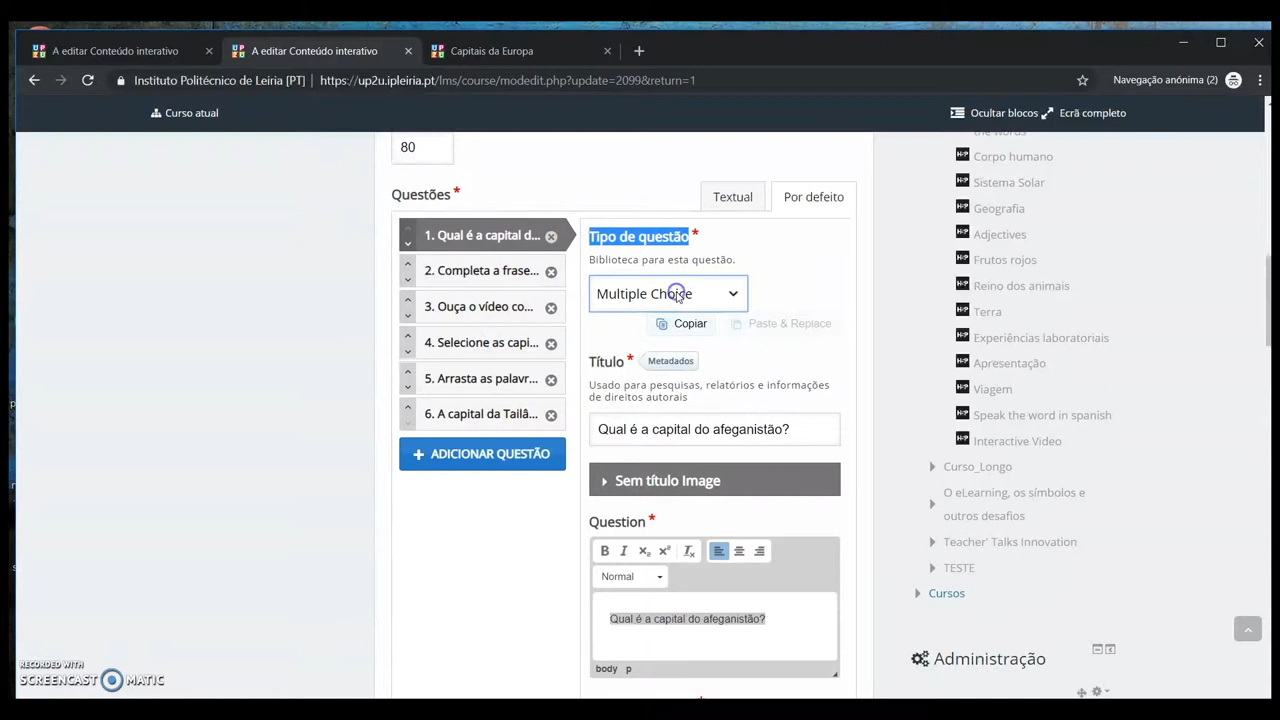 A editar Conteúdo interativo
A editar Conteúdo interativo
Capitais da Europa
Instituto Politécnico de Leiria [PT] | https://up2u.ipleiria.pt/lms/course/modedit.php?update=2099&return=1
Navegação anónima (2)
Curso atual
Ocultar blocos
Ecrã completo
80
Questões *
Textual
Por defeito
1. Qual é a capital d...
2. Completa a frase...
3. Ouça o vídeo co...
4. Selecione as capi...
5. Arrasta as palavr...
6. A capital da Tailâ...
+ ADICIONAR QUESTÃO
Tipo de questão *
Biblioteca para esta questão.
Multiple Choice
Copiar
Paste & Replace
Título *
Metadados
Usado para pesquisas, relatórios e informações
de direitos autorais
Qual é a capital do afeganistão?
Sem título Image
Question *
B I x₂ x² Tx
Normal
Qual é a capital do afeganistão?
body p
the words
H-P Corpo humano
H-P Sistema Solar
H-P Geografia
H-P Adjectives
H-P Frutos rojos
H-P Reino dos animais
H-P Terra
H-P Experiências laboratoriais
H-P Apresentação
H-P Viagem
H-P Speak the word in spanish
H-P Interactive Video
Curso_Longo
O eLearning, os símbolos e
outros desafios
Teacher' Talks Innovation
TESTE
Cursos
Administração
RECORDED WITH
SCREENCAST MATIC